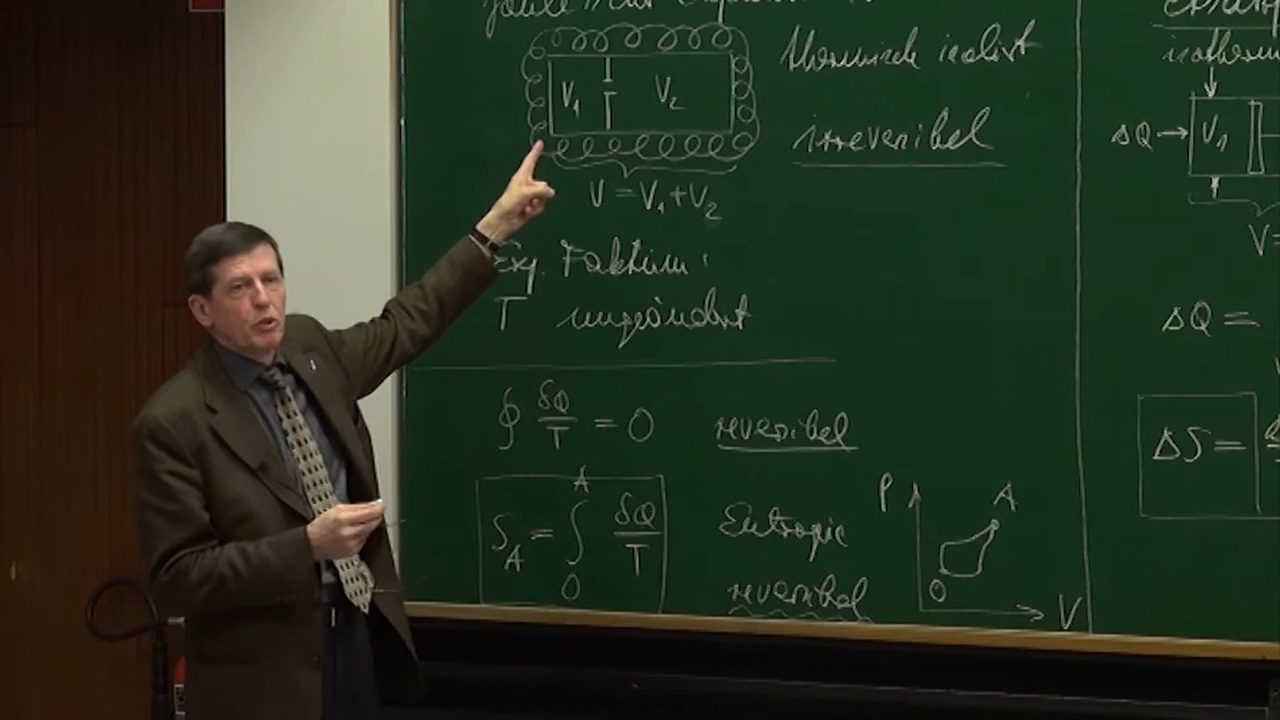 thermisch isoliert
V₁ V₂
irreversibel
V = V₁ + V₂
Exp. Faktum:
T ungeändert
∮ δQ/T = 0 reversibel
S_A = ∫₀^A δQ/T Entropie
reversibel
P A
0 V
isotherm
ΔQ → V₁
V =
ΔQ =
ΔS =